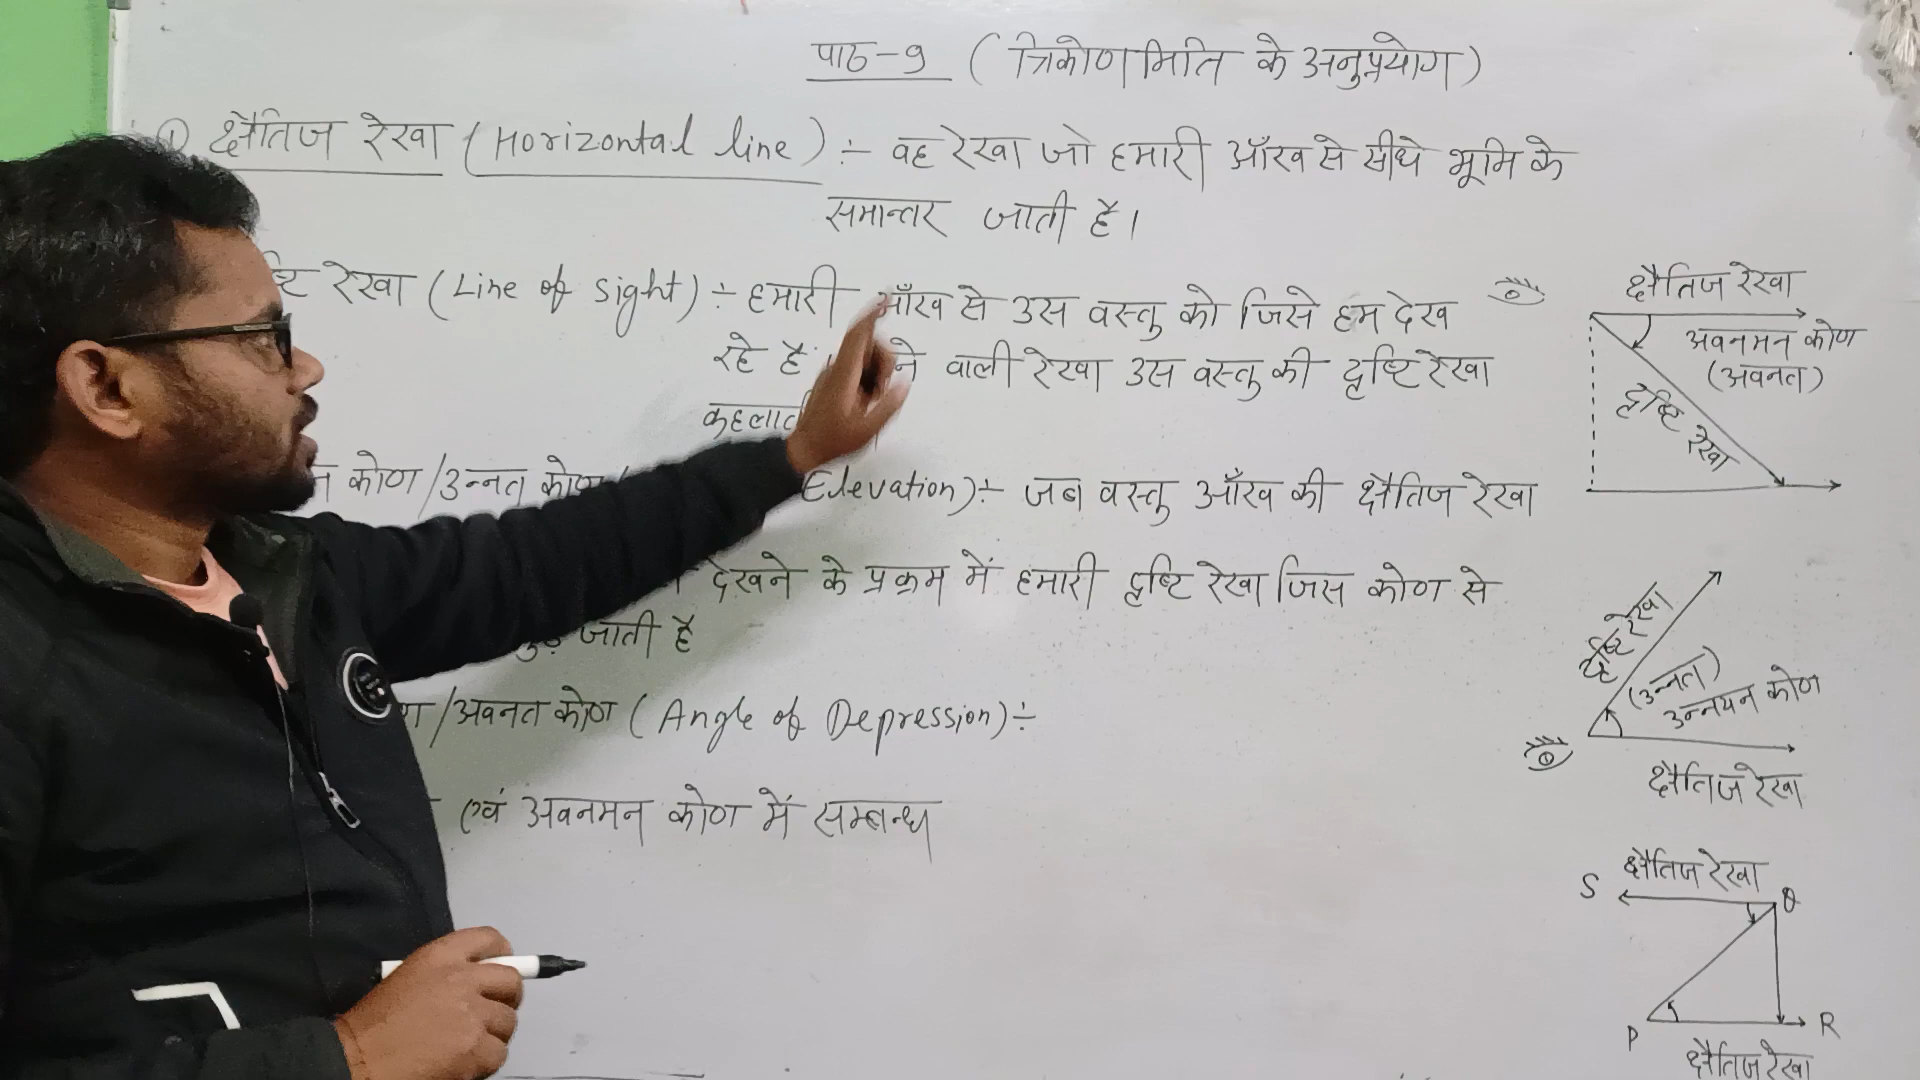 पाठ-9 (त्रिकोणमिति के अनुप्रयोग)
① क्षैतिज रेखा (Horizontal line) ÷ वह रेखा जो हमारी आँख से सीधे भूमि के
समान्तर जाती है।
रेखा (Line of sight) ÷ हमारी आँख से उस वस्तु को जिसे हम देख
रहे हैं वाली रेखा उस वस्तु की दृष्टि रेखा
कोण/उन्नत कोण Elevation) ÷ जब वस्तु आँख की क्षैतिज रेखा
देखने के प्रक्रम में हमारी दृष्टि रेखा जिस कोण से
जाती है
/अवनत कोण (Angle of Depression) ÷
एवं अवनमन कोण में सम्बन्ध
क्षैतिज रेखा
अवनमन कोण
(अवनत)
दृष्टि रेखा
दृष्टि रेखा
(उन्नत)
उन्नयन कोण
क्षैतिज रेखा
क्षैतिज रेखा
S Q
P R
क्षैतिज रेखा